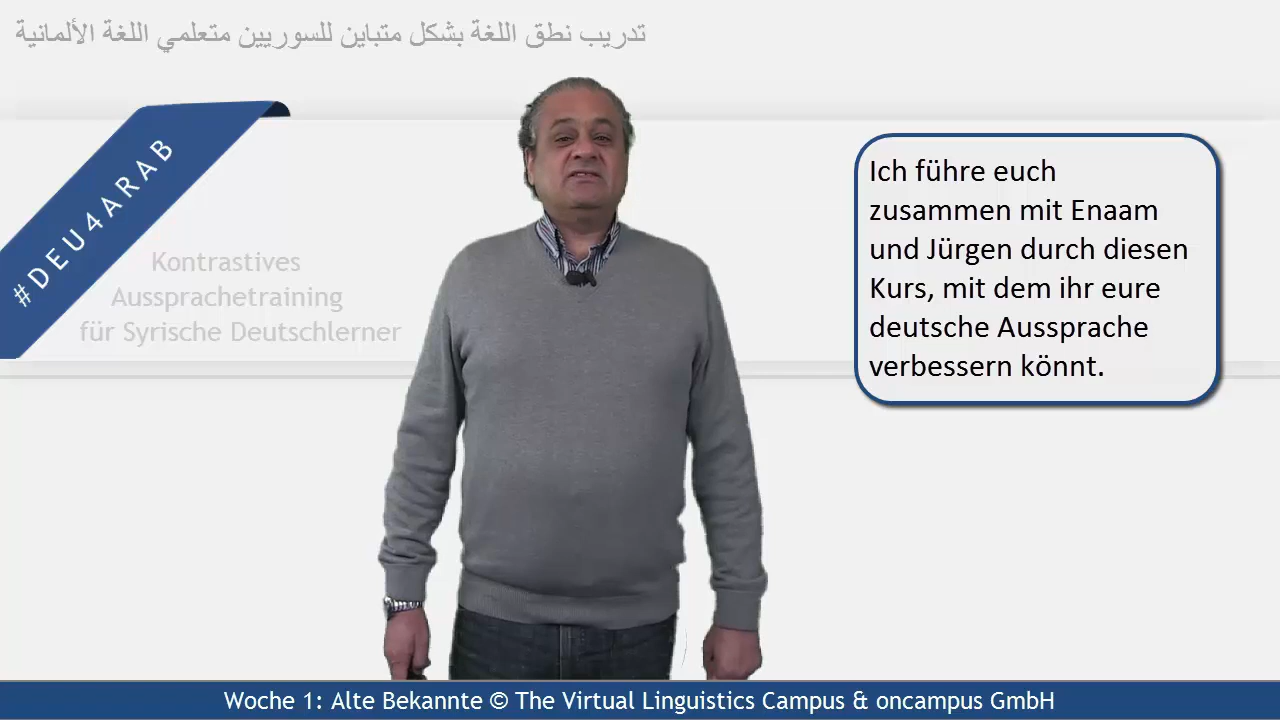 تدريب نطق اللغة بشكل متباين للسوريين متعلمي اللغة الألمانية
#DEU4ARAB
Kontrastives
Aussprachetraining
für Syrische Deutschlerner
Ich führe euch
zusammen mit Enaam
und Jürgen durch diesen
Kurs, mit dem ihr eure
deutsche Aussprache
verbessern könnt.
Woche 1: Alte Bekannte © The Virtual Linguistics Campus & oncampus GmbH